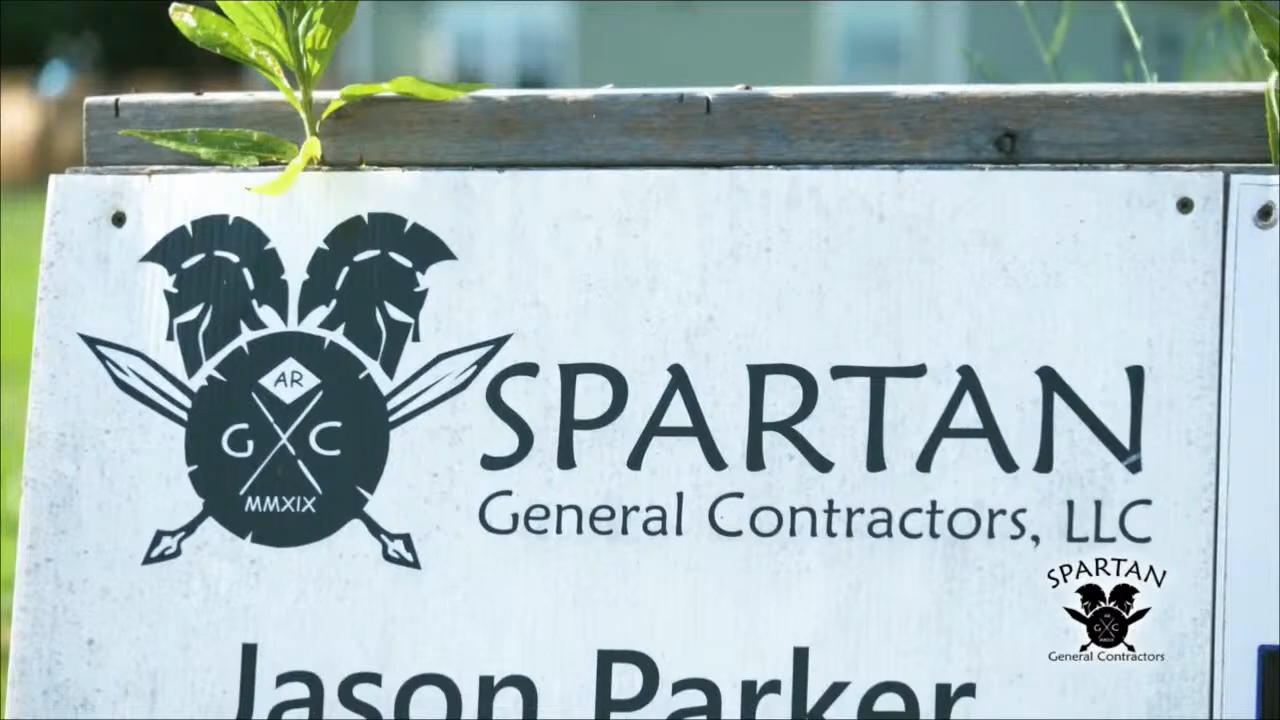 AR
G C
MMXIX
SPARTAN
General Contractors, LLC
Jason Parker
SPARTAN
G C
General Contractors